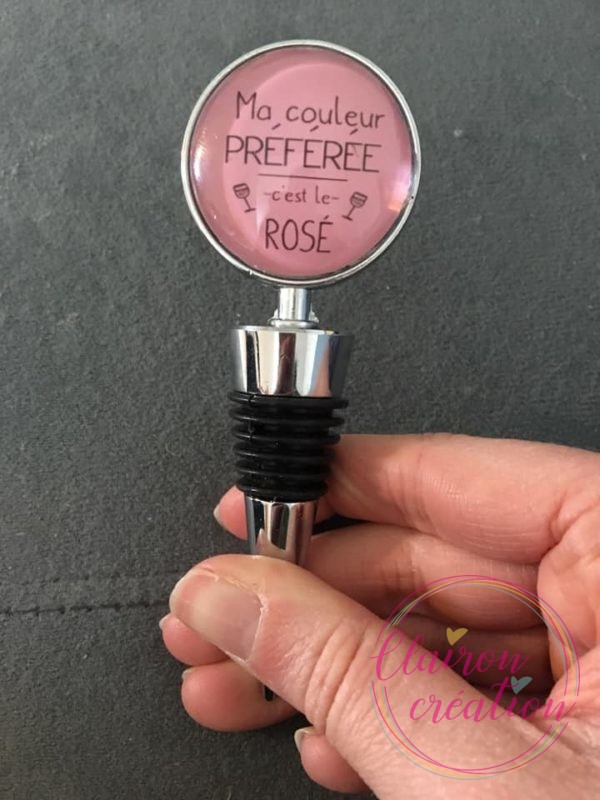 Ma couleur
PRÉFÉRÉE
-c'est le-
ROSÉ
Clairon
création